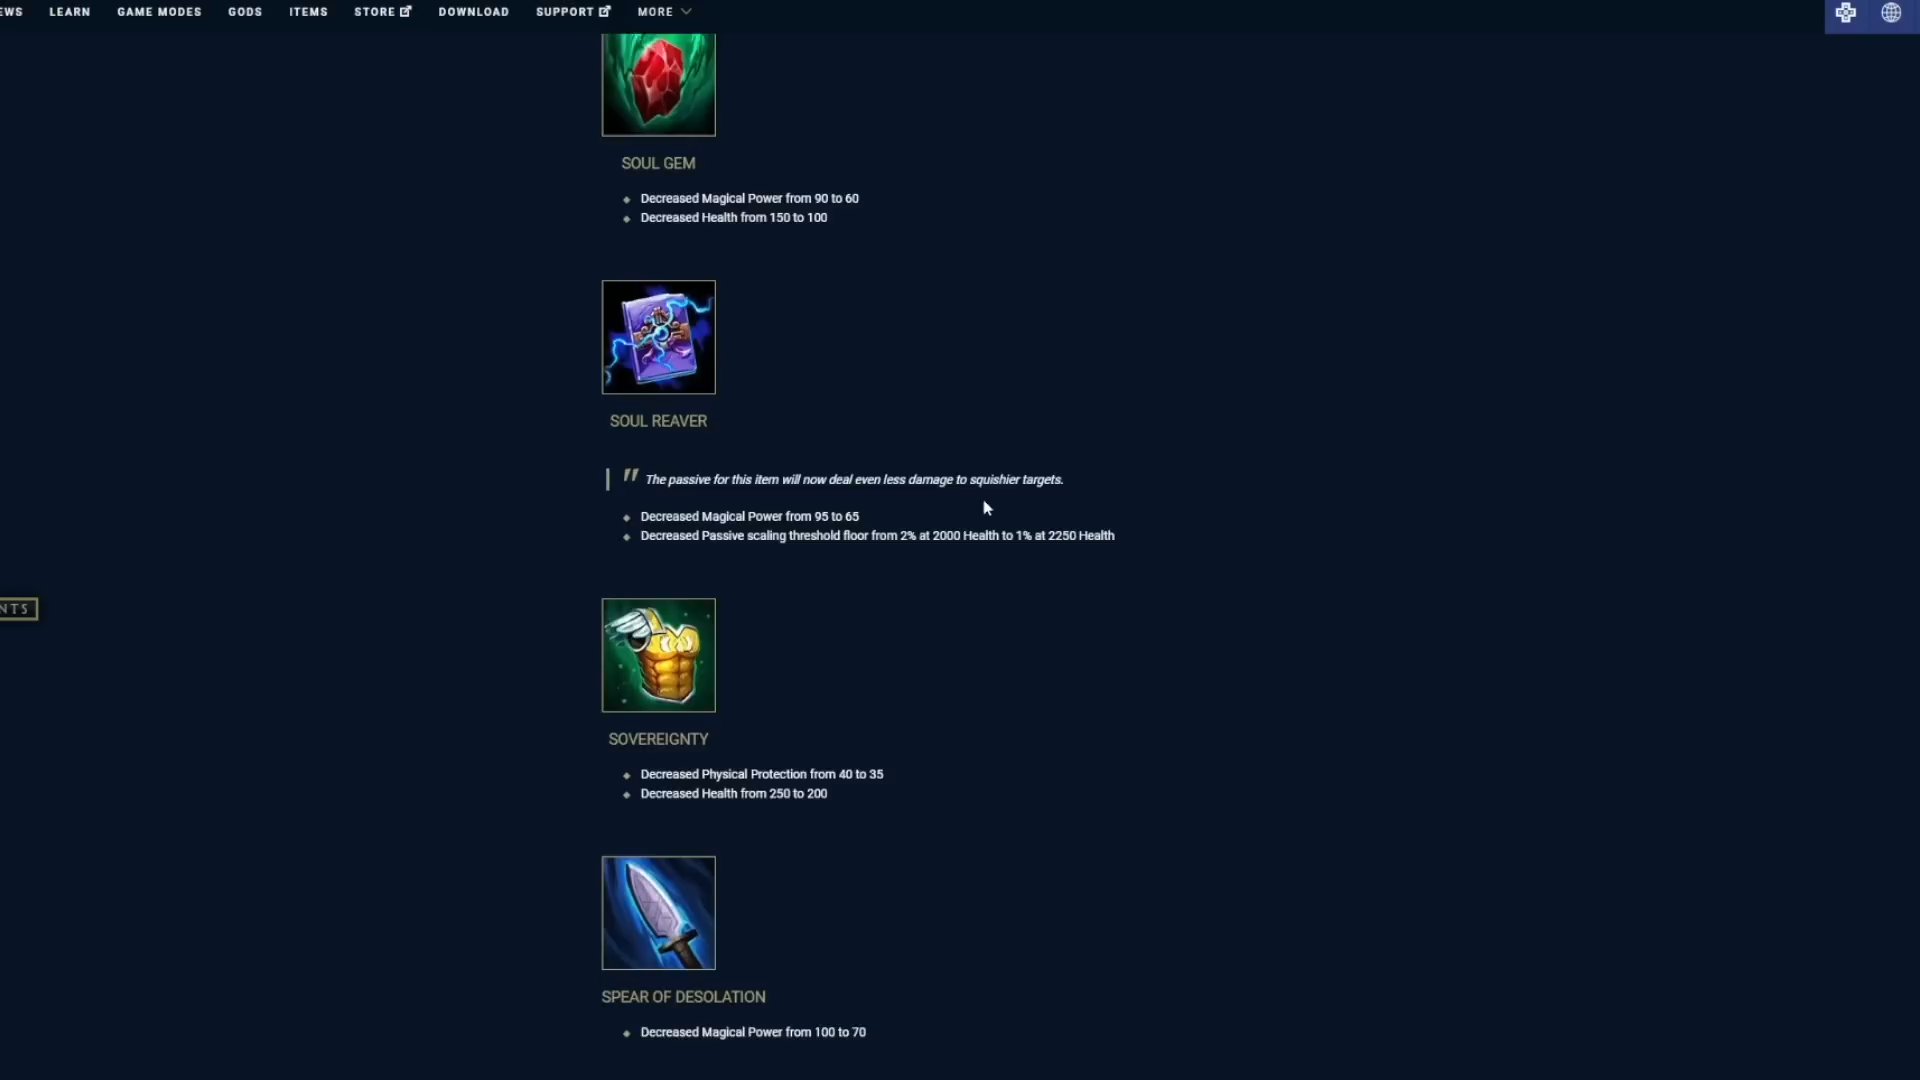 EWS LEARN GAME MODES GODS ITEMS STORE DOWNLOAD SUPPORT MORE
SOUL GEM
Decreased Magical Power from 90 to 60
Decreased Health from 150 to 100
SOUL REAVER
" The passive for this item will now deal even less damage to squishier targets.
Decreased Magical Power from 95 to 65
Decreased Passive scaling threshold floor from 2% at 2000 Health to 1% at 2250 Health
NTS
SOVEREIGNTY
Decreased Physical Protection from 40 to 35
Decreased Health from 250 to 200
SPEAR OF DESOLATION
Decreased Magical Power from 100 to 70